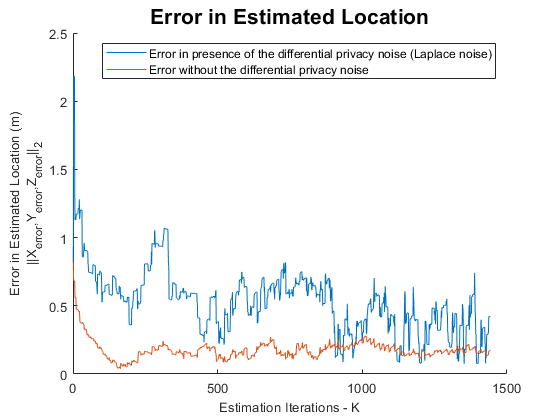 Error in Estimated Location
Error in presence of the differential privacy noise (Laplace noise)
Error without the differential privacy noise
Error in Estimated Location (m)
||X_error, Y_error, Z_error||_2
2.5
2
1.5
1
0.5
0
0 500 1000 1500
Estimation Iterations - K